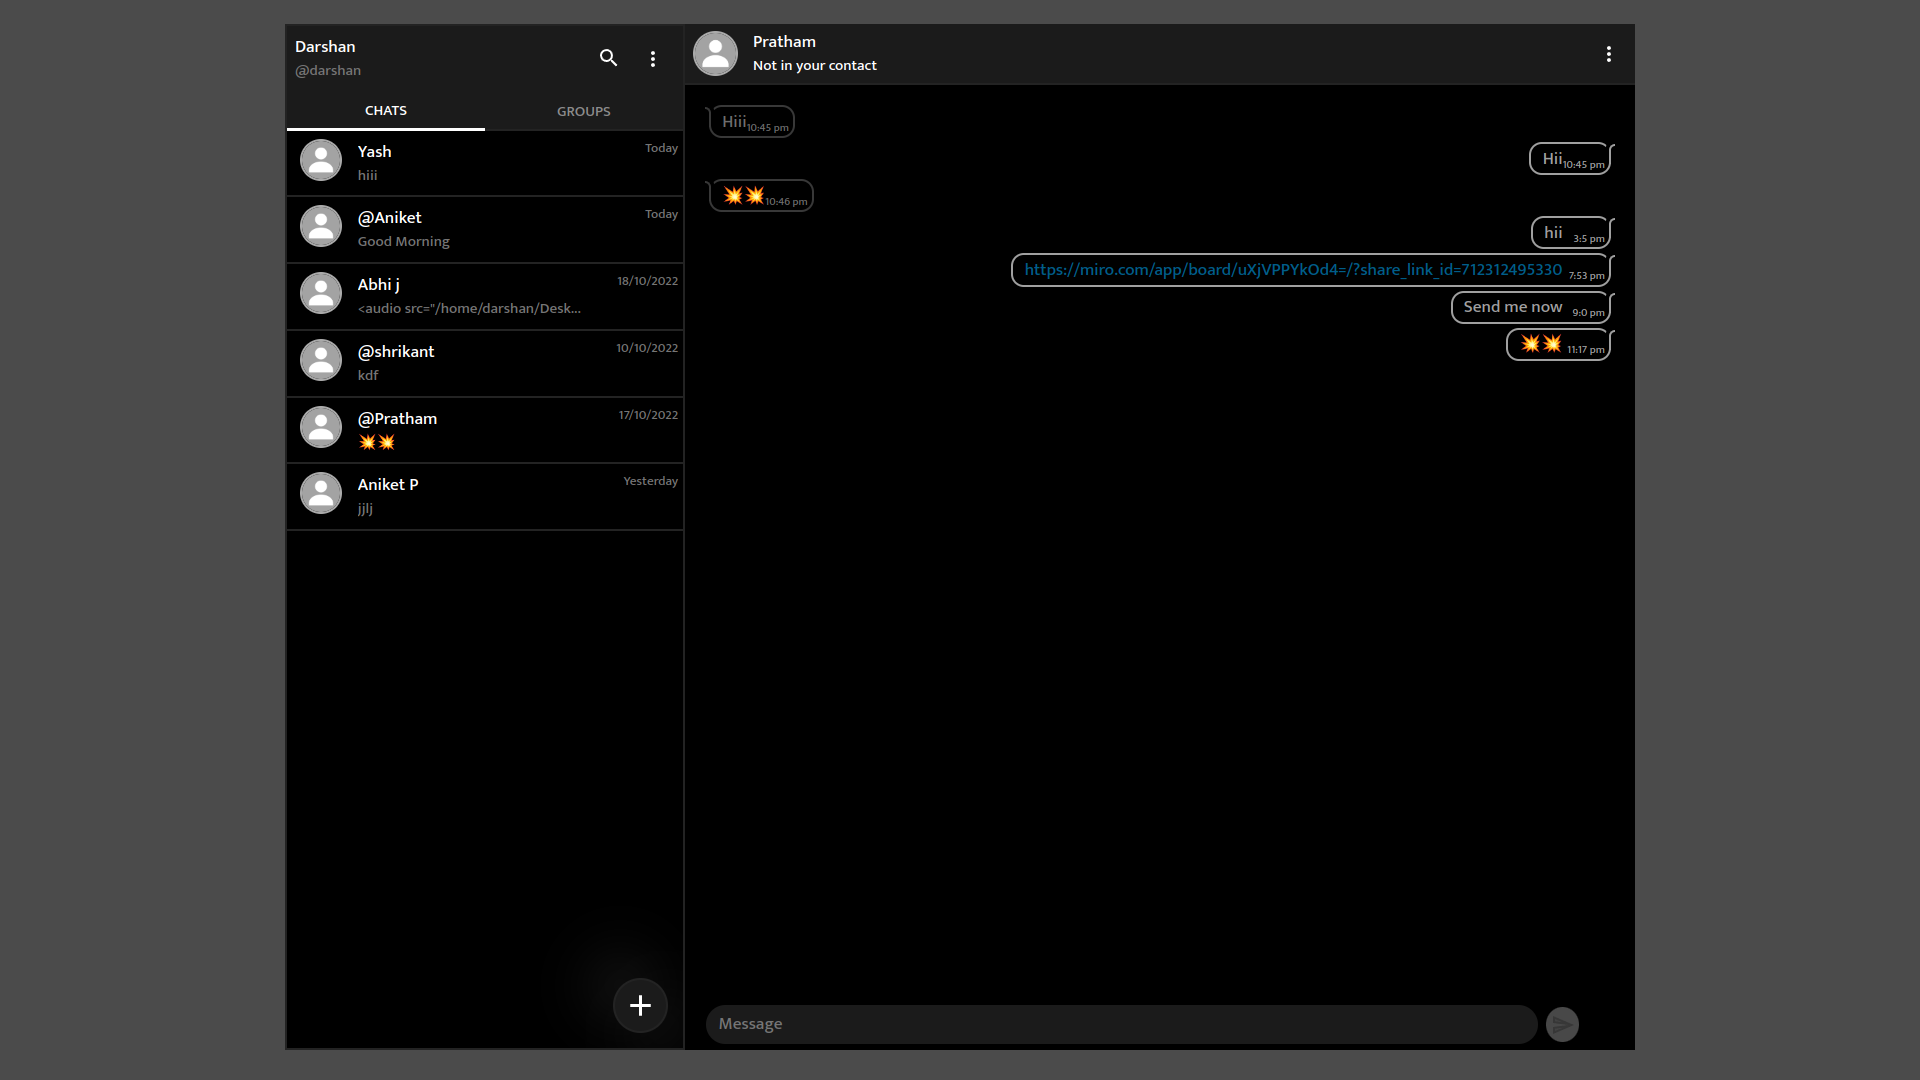 Darshan
@darshan
CHATS
GROUPS
Yash
Today
hiii
@Aniket
Today
Good Morning
Abhi j
18/10/2022
<audio src="/home/darshan/Desk...
@shrikant
10/10/2022
kdf
@Pratham
17/10/2022
💥💥
Aniket P
Yesterday
jjlj
Pratham
Not in your contact
Hiii 10:45 pm
Hii 10:45 pm
💥💥 10:46 pm
hii 3:5 pm
https://miro.com/app/board/uXjVPPYkOd4=/?share_link_id=712312495330 7:53 pm
Send me now 9:0 pm
💥💥 11:17 pm
Message